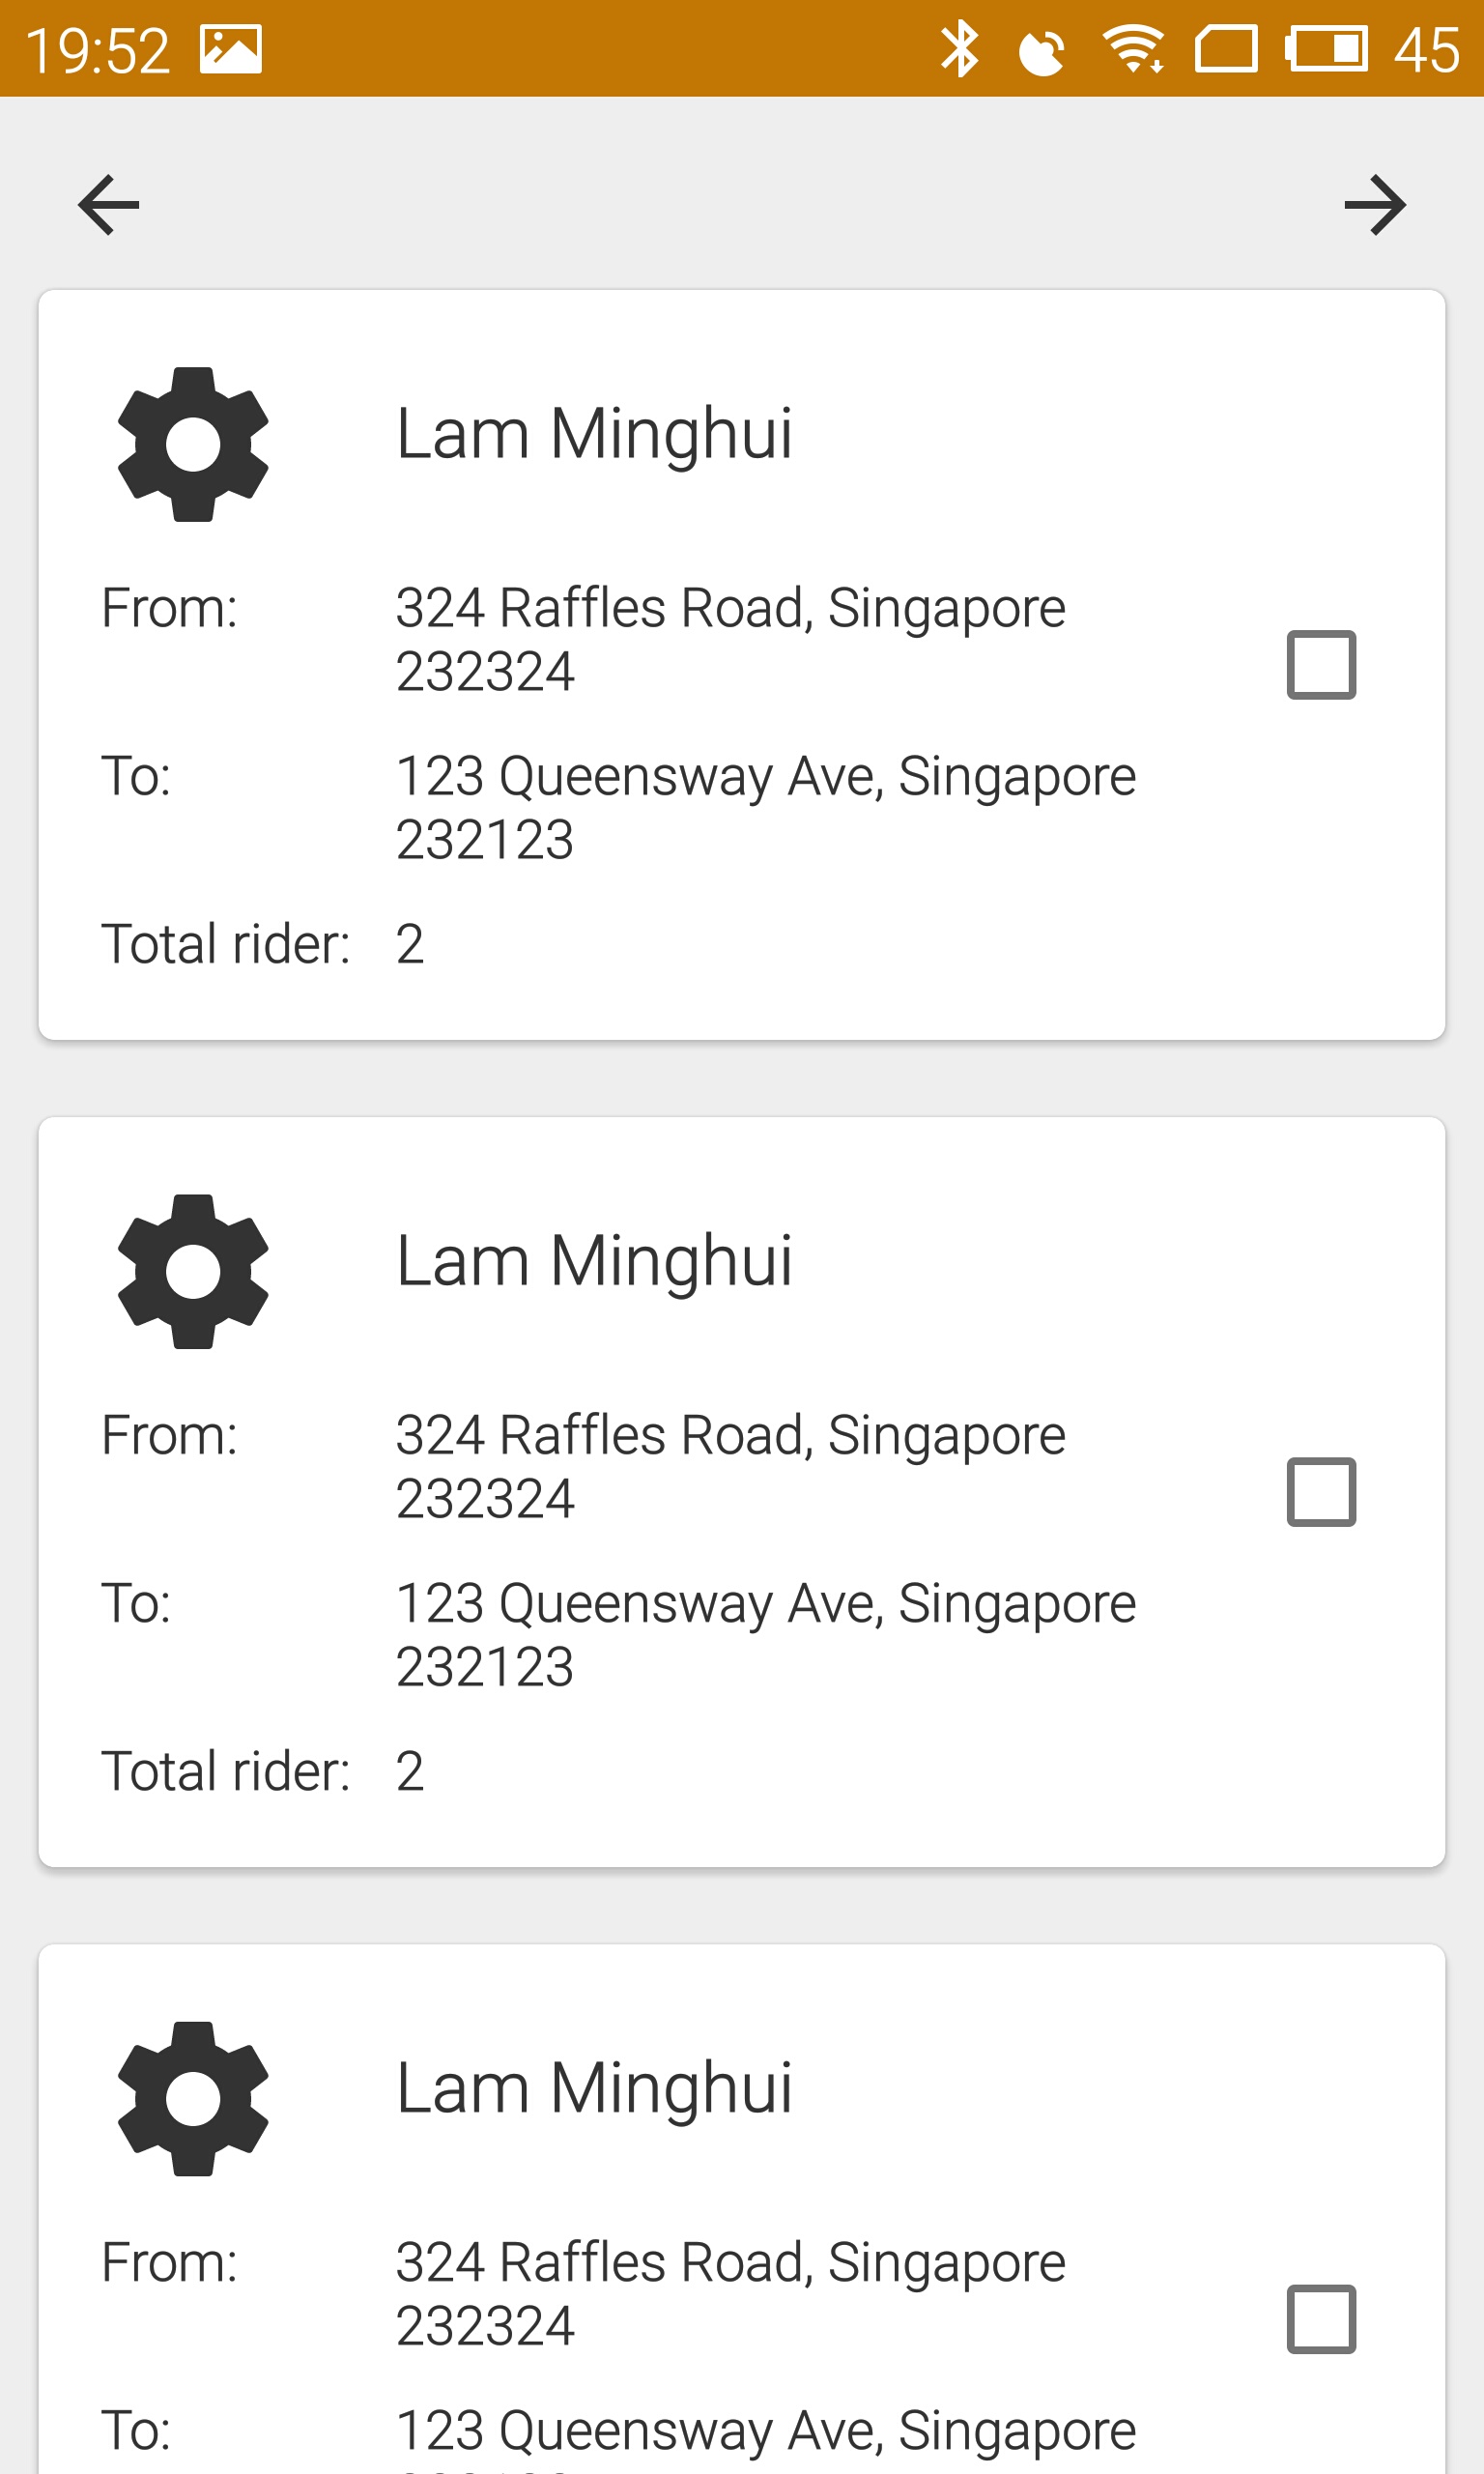 19:52 45
Lam Minghui
From: 324 Raffles Road, Singapore
232324
To: 123 Queensway Ave, Singapore
232123
Total rider: 2
Lam Minghui
From: 324 Raffles Road, Singapore
232324
To: 123 Queensway Ave, Singapore
232123
Total rider: 2
Lam Minghui
From: 324 Raffles Road, Singapore
232324
To: 123 Queensway Ave, Singapore